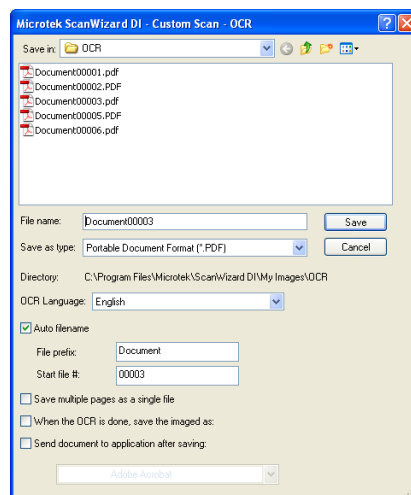 Microtek ScanWizard DI - Custom Scan - OCR
Save in: OCR
Document00001.pdf
Document00002.PDF
Document00003.pdf
Document00005.PDF
Document00006.pdf
File name: Document00003 Save
Save as type: Portable Document Format (*.PDF) Cancel
Directory: C:\Program Files\Microtek\ScanWizard DI\My Images\OCR
OCR Language: English
Auto filename
File prefix: Document
Start file #: 00003
Save multiple pages as a single file
When the OCR is done, save the imaged as:
Send document to application after saving:
Adobe Acrobat